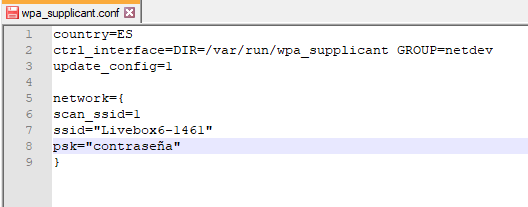 wpa_supplicant.conf
1 country=ES
2 ctrl_interface=DIR=/var/run/wpa_supplicant GROUP=netdev
3 update_config=1
4
5 network={
6 scan_ssid=1
7 ssid="Livebox6-1461"
8 psk="contraseña"
9 }